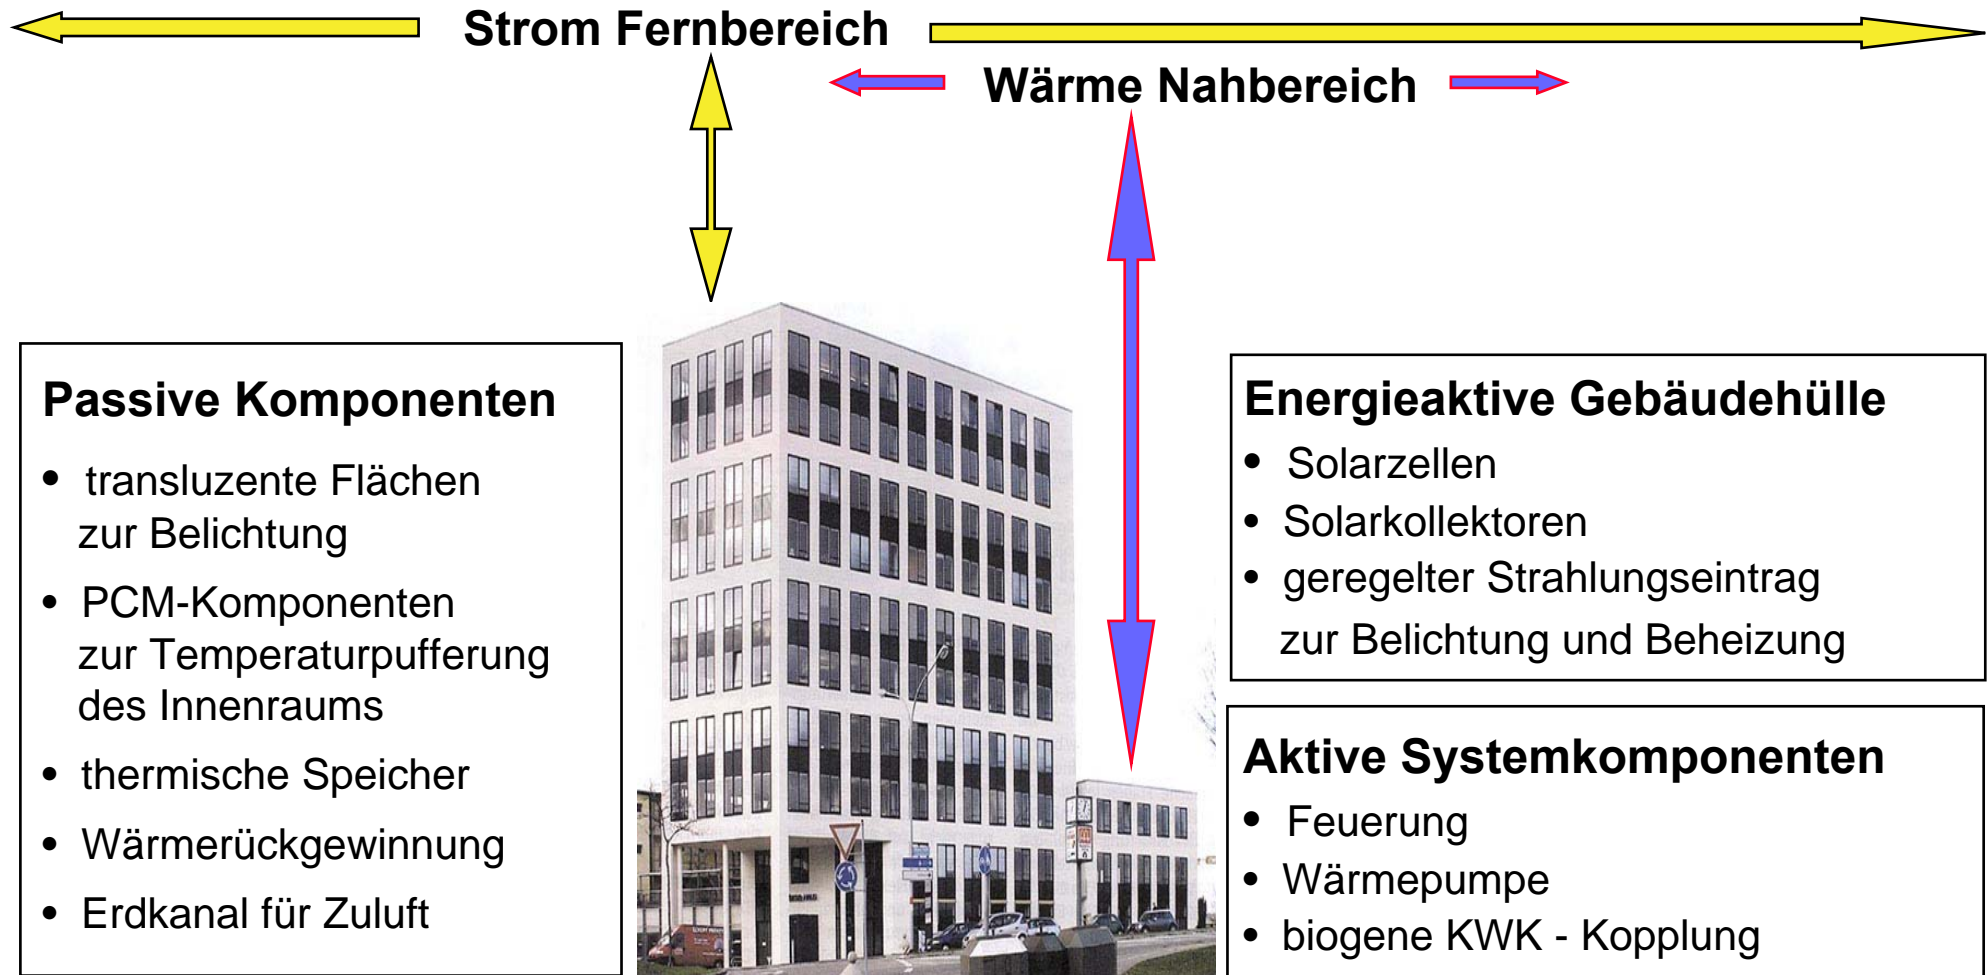 Strom Fernbereich
Wärme Nahbereich
Passive Komponenten
• transluzente Flächen
zur Belichtung
• PCM-Komponenten
zur Temperaturpufferung
des Innenraums
• thermische Speicher
• Wärmerückgewinnung
• Erdkanal für Zuluft
Energieaktive Gebäudehülle
• Solarzellen
• Solarkollektoren
• geregelter Strahlungseintrag
zur Belichtung und Beheizung
Aktive Systemkomponenten
• Feuerung
• Wärmepumpe
• biogene KWK - Kopplung